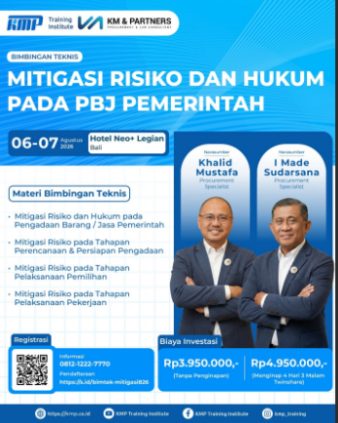 KMP Training Institute
KM & PARTNERS
PROCUREMENT & LAW CONSULTANT
BIMBINGAN TEKNIS
MITIGASI RISIKO DAN HUKUM
PADA PBJ PEMERINTAH
06-07 Agustus 2026
Hotel Neo+ Legian
Bali
Narasumber
Khalid
Mustafa
Procurement
Specialist
Narasumber
I Made
Sudarsana
Procurement
Specialist
Materi Bimbingan Teknis
• Mitigasi Risiko dan Hukum pada
Pengadaan Barang / Jasa Pemerintah
• Mitigasi Risiko pada Tahapan
Perencanaan & Persiapan Pengadaan
• Mitigasi Risiko pada Tahapan
Pelaksanaan Pemilihan
• Mitigasi Risiko pada Tahapan
Pelaksanaan Pekerjaan
Registrasi
Informasi
0812-1222-7770
Pendaftaran
https://s.id/bimtek-mitigasi826
Biaya Investasi
Rp3.950.000,-
(Tanpa Penginapan)
Rp4.950.000,-
(Menginap 4 Hari 3 Malam
Twinshare)
https://kmp.co.id
KMP Training Institute
KMP Training Institute
kmp_training